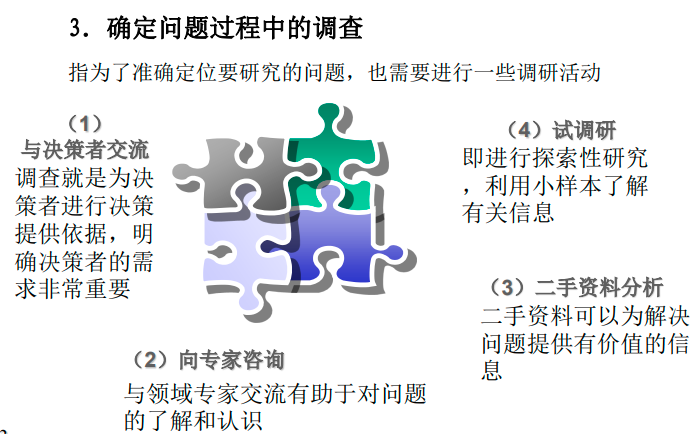 3．确定问题过程中的调查
指为了准确定位要研究的问题，也需要进行一些调研活动
（1）
与决策者交流
调查就是为决
策者进行决策
提供依据，明
确决策者的需
求非常重要
（2）向专家咨询
与领域专家交流有助于对问题
的了解和认识
（3）二手资料分析
二手资料可以为解决
问题提供有价值的信
息
（4）试调研
即进行探索性研究
，利用小样本了解
有关信息